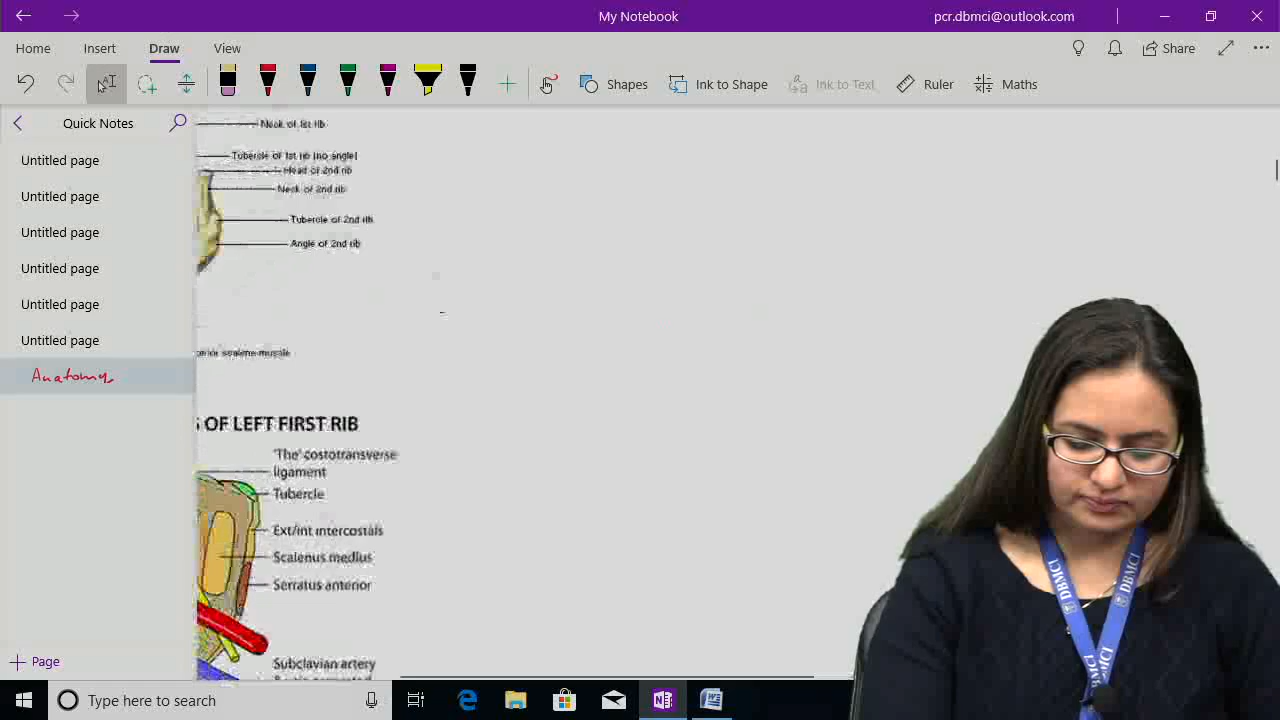 My Notebook
pcr.dbmci@outlook.com
Home Insert Draw View
Share
Shapes Ink to Shape Ink to Text Ruler Maths
Quick Notes
Untitled page
Untitled page
Untitled page
Untitled page
Untitled page
Untitled page
Anatomy
Page
Neck of 1st rib
Tubercle of 1st rib (no angle)
Head of 2nd rib
Neck of 2nd rib
Tubercle of 2nd rib
Angle of 2nd rib
scalene muscle
OF LEFT FIRST RIB
'The' costotransverse
ligament
Tubercle
Ext/int intercostals
Scalenus medius
Serratus anterior
Subclavian artery
DBMCI
DBMCI
Type here to search